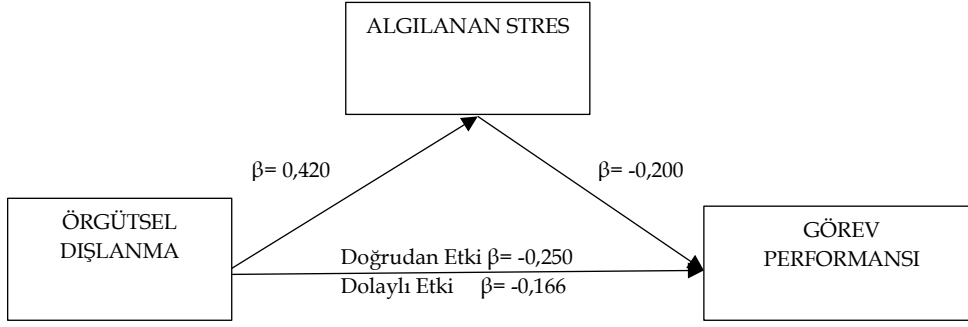 ALGILANAN STRES
β= 0,420
β= -0,200
ÖRGÜTSEL
DIŞLANMA
Doğrudan Etki β= -0,250
Dolaylı Etki β= -0,166
GÖREV
PERFORMANSI